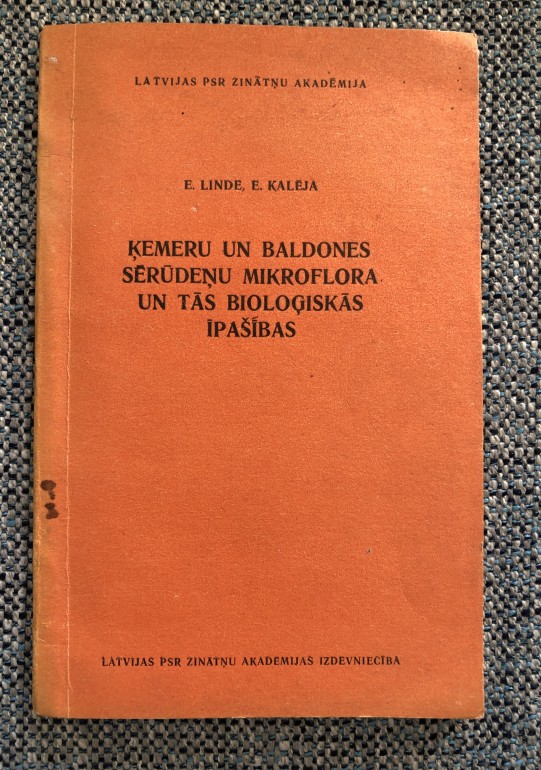 LATVIJAS PSR ZINĀTŅU AKADĒMIJA
E. LINDE, E. KALĒJA
ĶEMERU UN BALDONES
SĒRŪDEŅU MIKROFLORA
UN TĀS BIOLOĢISKĀS
ĪPAŠĪBAS
LATVIJAS PSR ZINĀTŅU AKADĒMIJAS IZDEVNIECĪBA